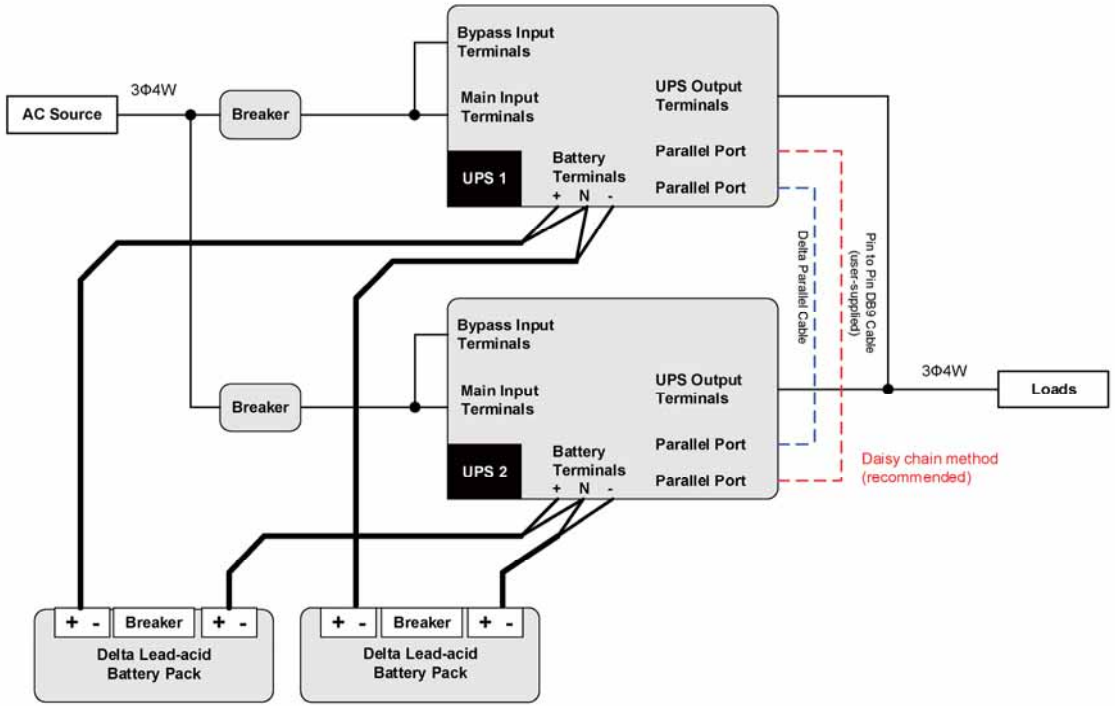 Bypass Input
Terminals
3Φ4W
AC Source
Breaker
Main Input
Terminals
UPS Output
Terminals
UPS 1
Battery
Terminals
+ N -
Parallel Port
Parallel Port
Delta Parallel Cable
Pin to Pin DB9 Cable
(user-supplied)
Bypass Input
Terminals
Breaker
Main Input
Terminals
UPS Output
Terminals
3Φ4W
Loads
UPS 2
Battery
Terminals
+ N -
Parallel Port
Parallel Port
Daisy chain method
(recommended)
+ - Breaker + -
Delta Lead-acid
Battery Pack
+ - Breaker + -
Delta Lead-acid
Battery Pack